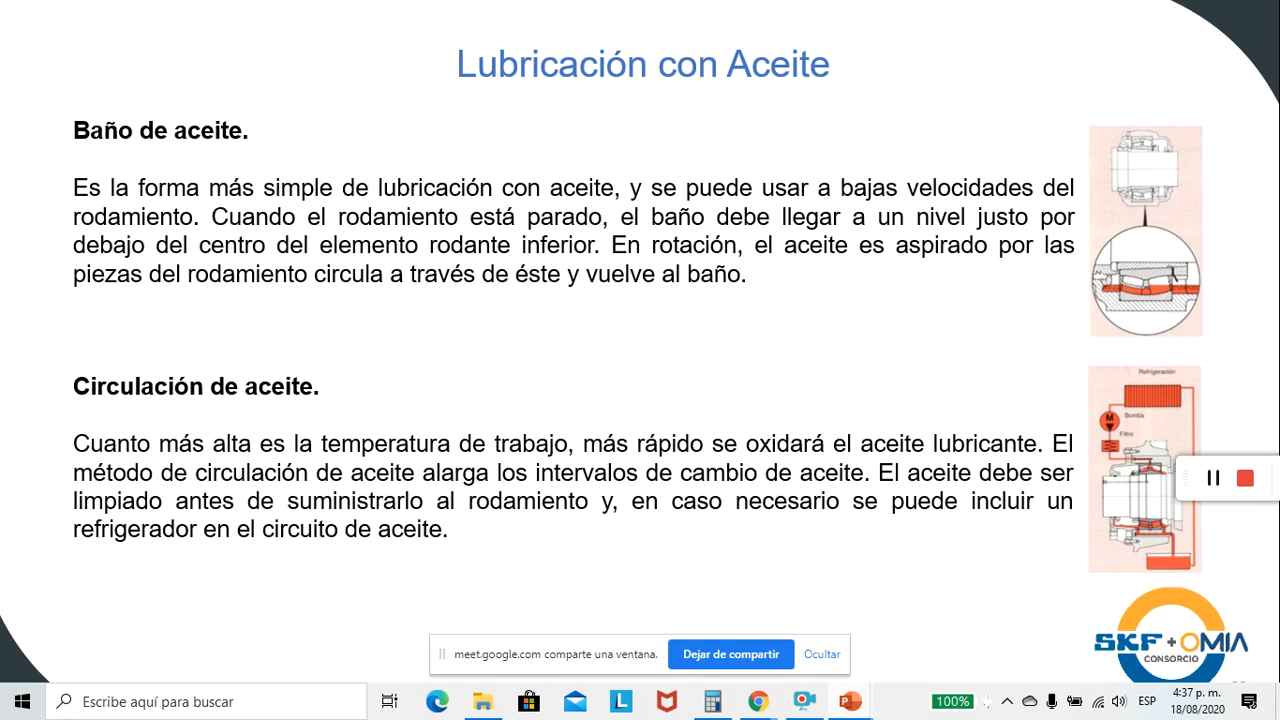 Lubricación con Aceite
Baño de aceite.
Es la forma más simple de lubricación con aceite, y se puede usar a bajas velocidades del
rodamiento. Cuando el rodamiento está parado, el baño debe llegar a un nivel justo por
debajo del centro del elemento rodante inferior. En rotación, el aceite es aspirado por las
piezas del rodamiento circula a través de éste y vuelve al baño.
Circulación de aceite.
Cuanto más alta es la temperatura de trabajo, más rápido se oxidará el aceite lubricante. El
método de circulación de aceite alarga los intervalos de cambio de aceite. El aceite debe ser
limpiado antes de suministrarlo al rodamiento y, en caso necesario se puede incluir un
refrigerador en el circuito de aceite.
Refrigeración
M
Bomba
Filtro
SKF + OMIA
CONSORCIO
meet.google.com comparte una ventana.
Dejar de compartir
Ocultar
Escribe aquí para buscar
100%
ESP
4:37 p. m.
18/08/2020